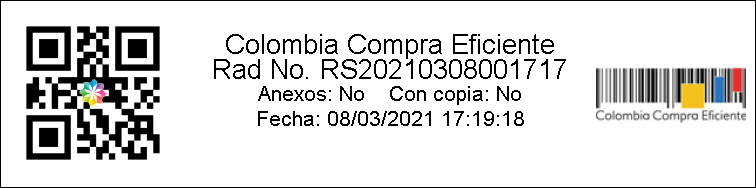 Colombia Compra Eficiente
Rad No. RS20210308001717
Anexos: No Con copia: No
Fecha: 08/03/2021 17:19:18
Colombia Compra Eficiente